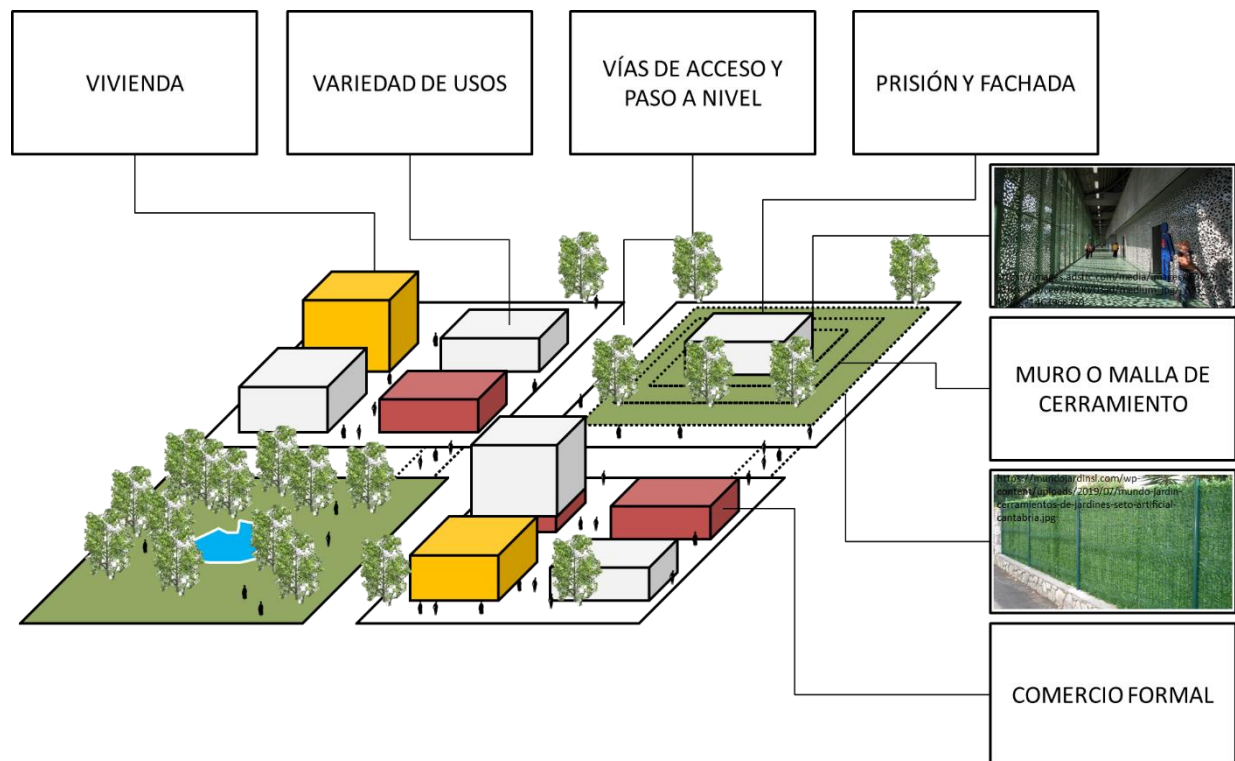 VIVIENDA
VARIEDAD DE USOS
VÍAS DE ACCESO Y
PASO A NIVEL
PRISIÓN Y FACHADA
MURO O MALLA DE
CERRAMIENTO
https://mundojardinsl.com/wp-
content/uploads/2019/07/mundo-jardin-
cerramientos-de-jardines-seto-artificial-
cantabria.jpg
COMERCIO FORMAL